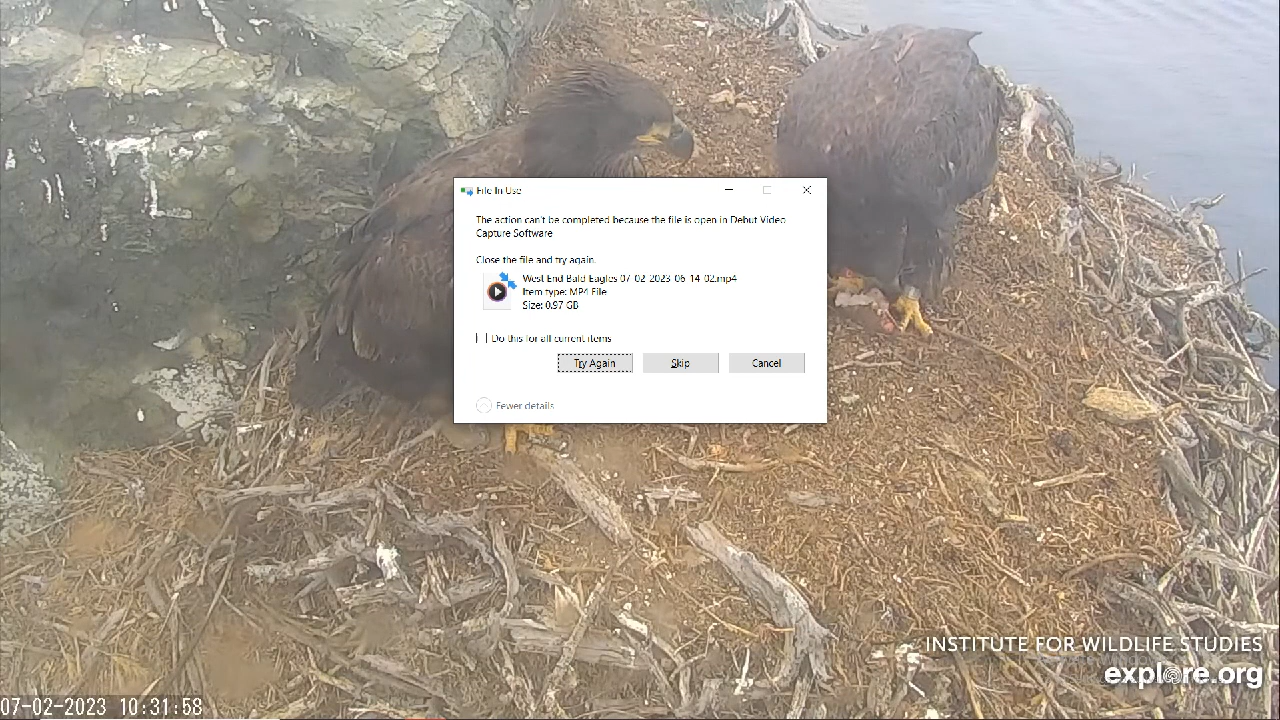 File In Use
The action can't be completed because the file is open in Debut Video
Capture Software
Close the file and try again.
West End Bald Eagles 07-02-2023-06-14-02.mp4
Item type: MP4 File
Size: 0.97 GB
Do this for all current items
Try Again Skip Cancel
Fewer details
INSTITUTE FOR WILDLIFE STUDIES
explore.org
07-02-2023 10:31:58